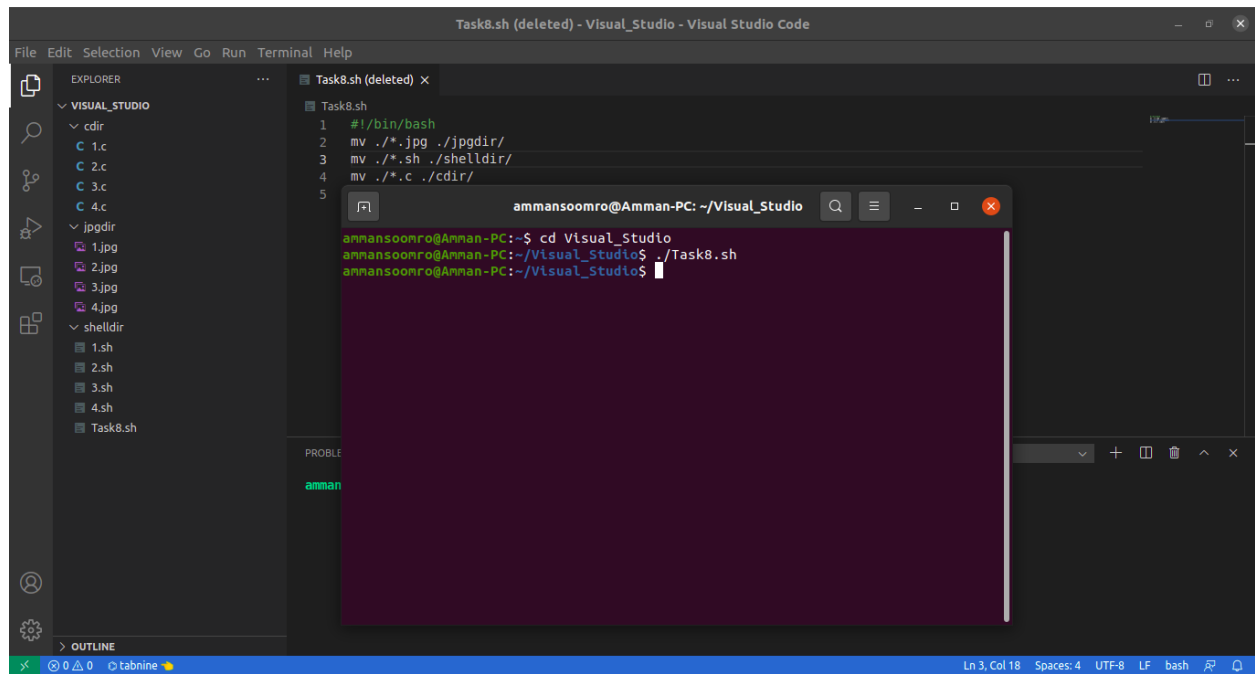 Task8.sh (deleted) - Visual_Studio - Visual Studio Code
File Edit Selection View Go Run Terminal Help
EXPLORER
VISUAL_STUDIO
cdir
C 1.c
C 2.c
C 3.c
C 4.c
jpgdir
1.jpg
2.jpg
3.jpg
4.jpg
shelldir
1.sh
2.sh
3.sh
4.sh
Task8.sh
OUTLINE
Task8.sh (deleted)
Task8.sh
1 #!/bin/bash
2 mv ./*.jpg ./jpgdir/
3 mv ./*.sh ./shelldir/
4 mv ./*.c ./cdir/
5
ammansoomro@Amman-PC: ~/Visual_Studio
ammansoomro@Amman-PC:~$ cd Visual_Studio
ammansoomro@Amman-PC:~/Visual_Studio$ ./Task8.sh
ammansoomro@Amman-PC:~/Visual_Studio$
PROBLE
amman
0 0 tabnine
Ln 3, Col 18 Spaces: 4 UTF-8 LF bash